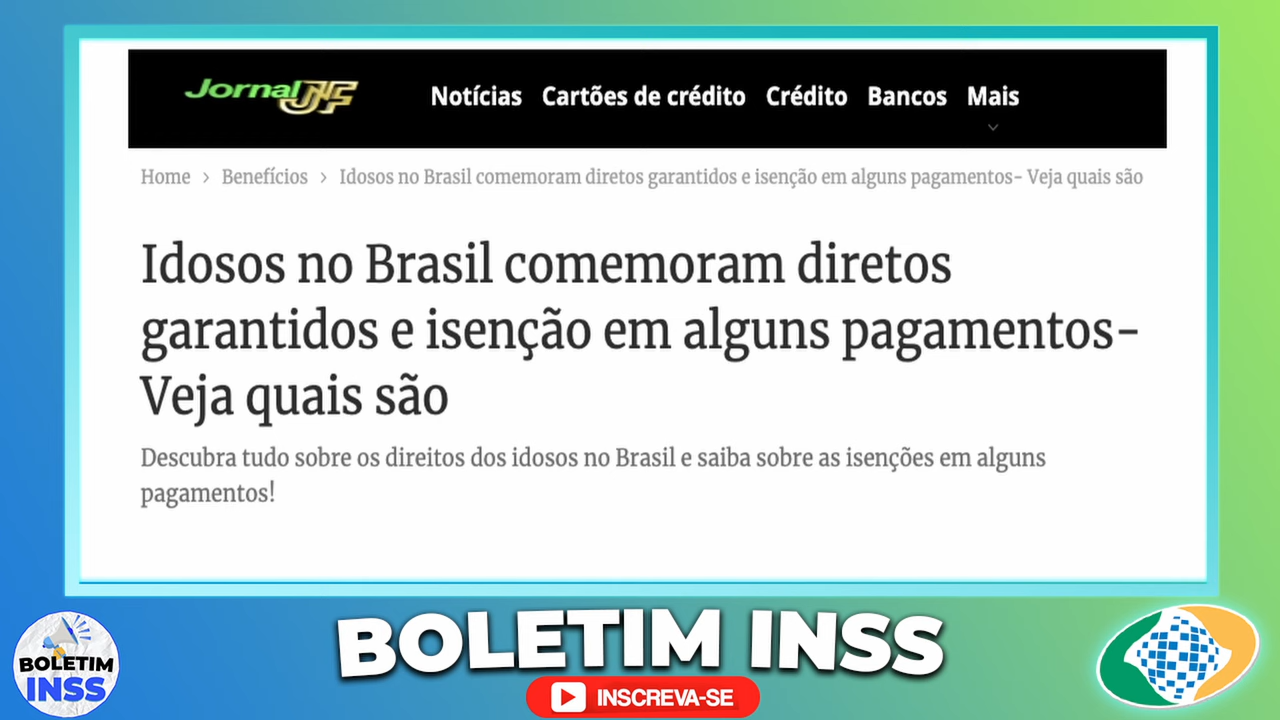 Jornal JNF
Notícias Cartões de crédito Crédito Bancos Mais
Home > Benefícios > Idosos no Brasil comemoram diretos garantidos e isenção em alguns pagamentos- Veja quais são
Idosos no Brasil comemoram diretos
garantidos e isenção em alguns pagamentos-
Veja quais são
Descubra tudo sobre os direitos dos idosos no Brasil e saiba sobre as isenções em alguns
pagamentos!
BOLETIM INSS
INSCREVA-SE
BOLETIM
INSS